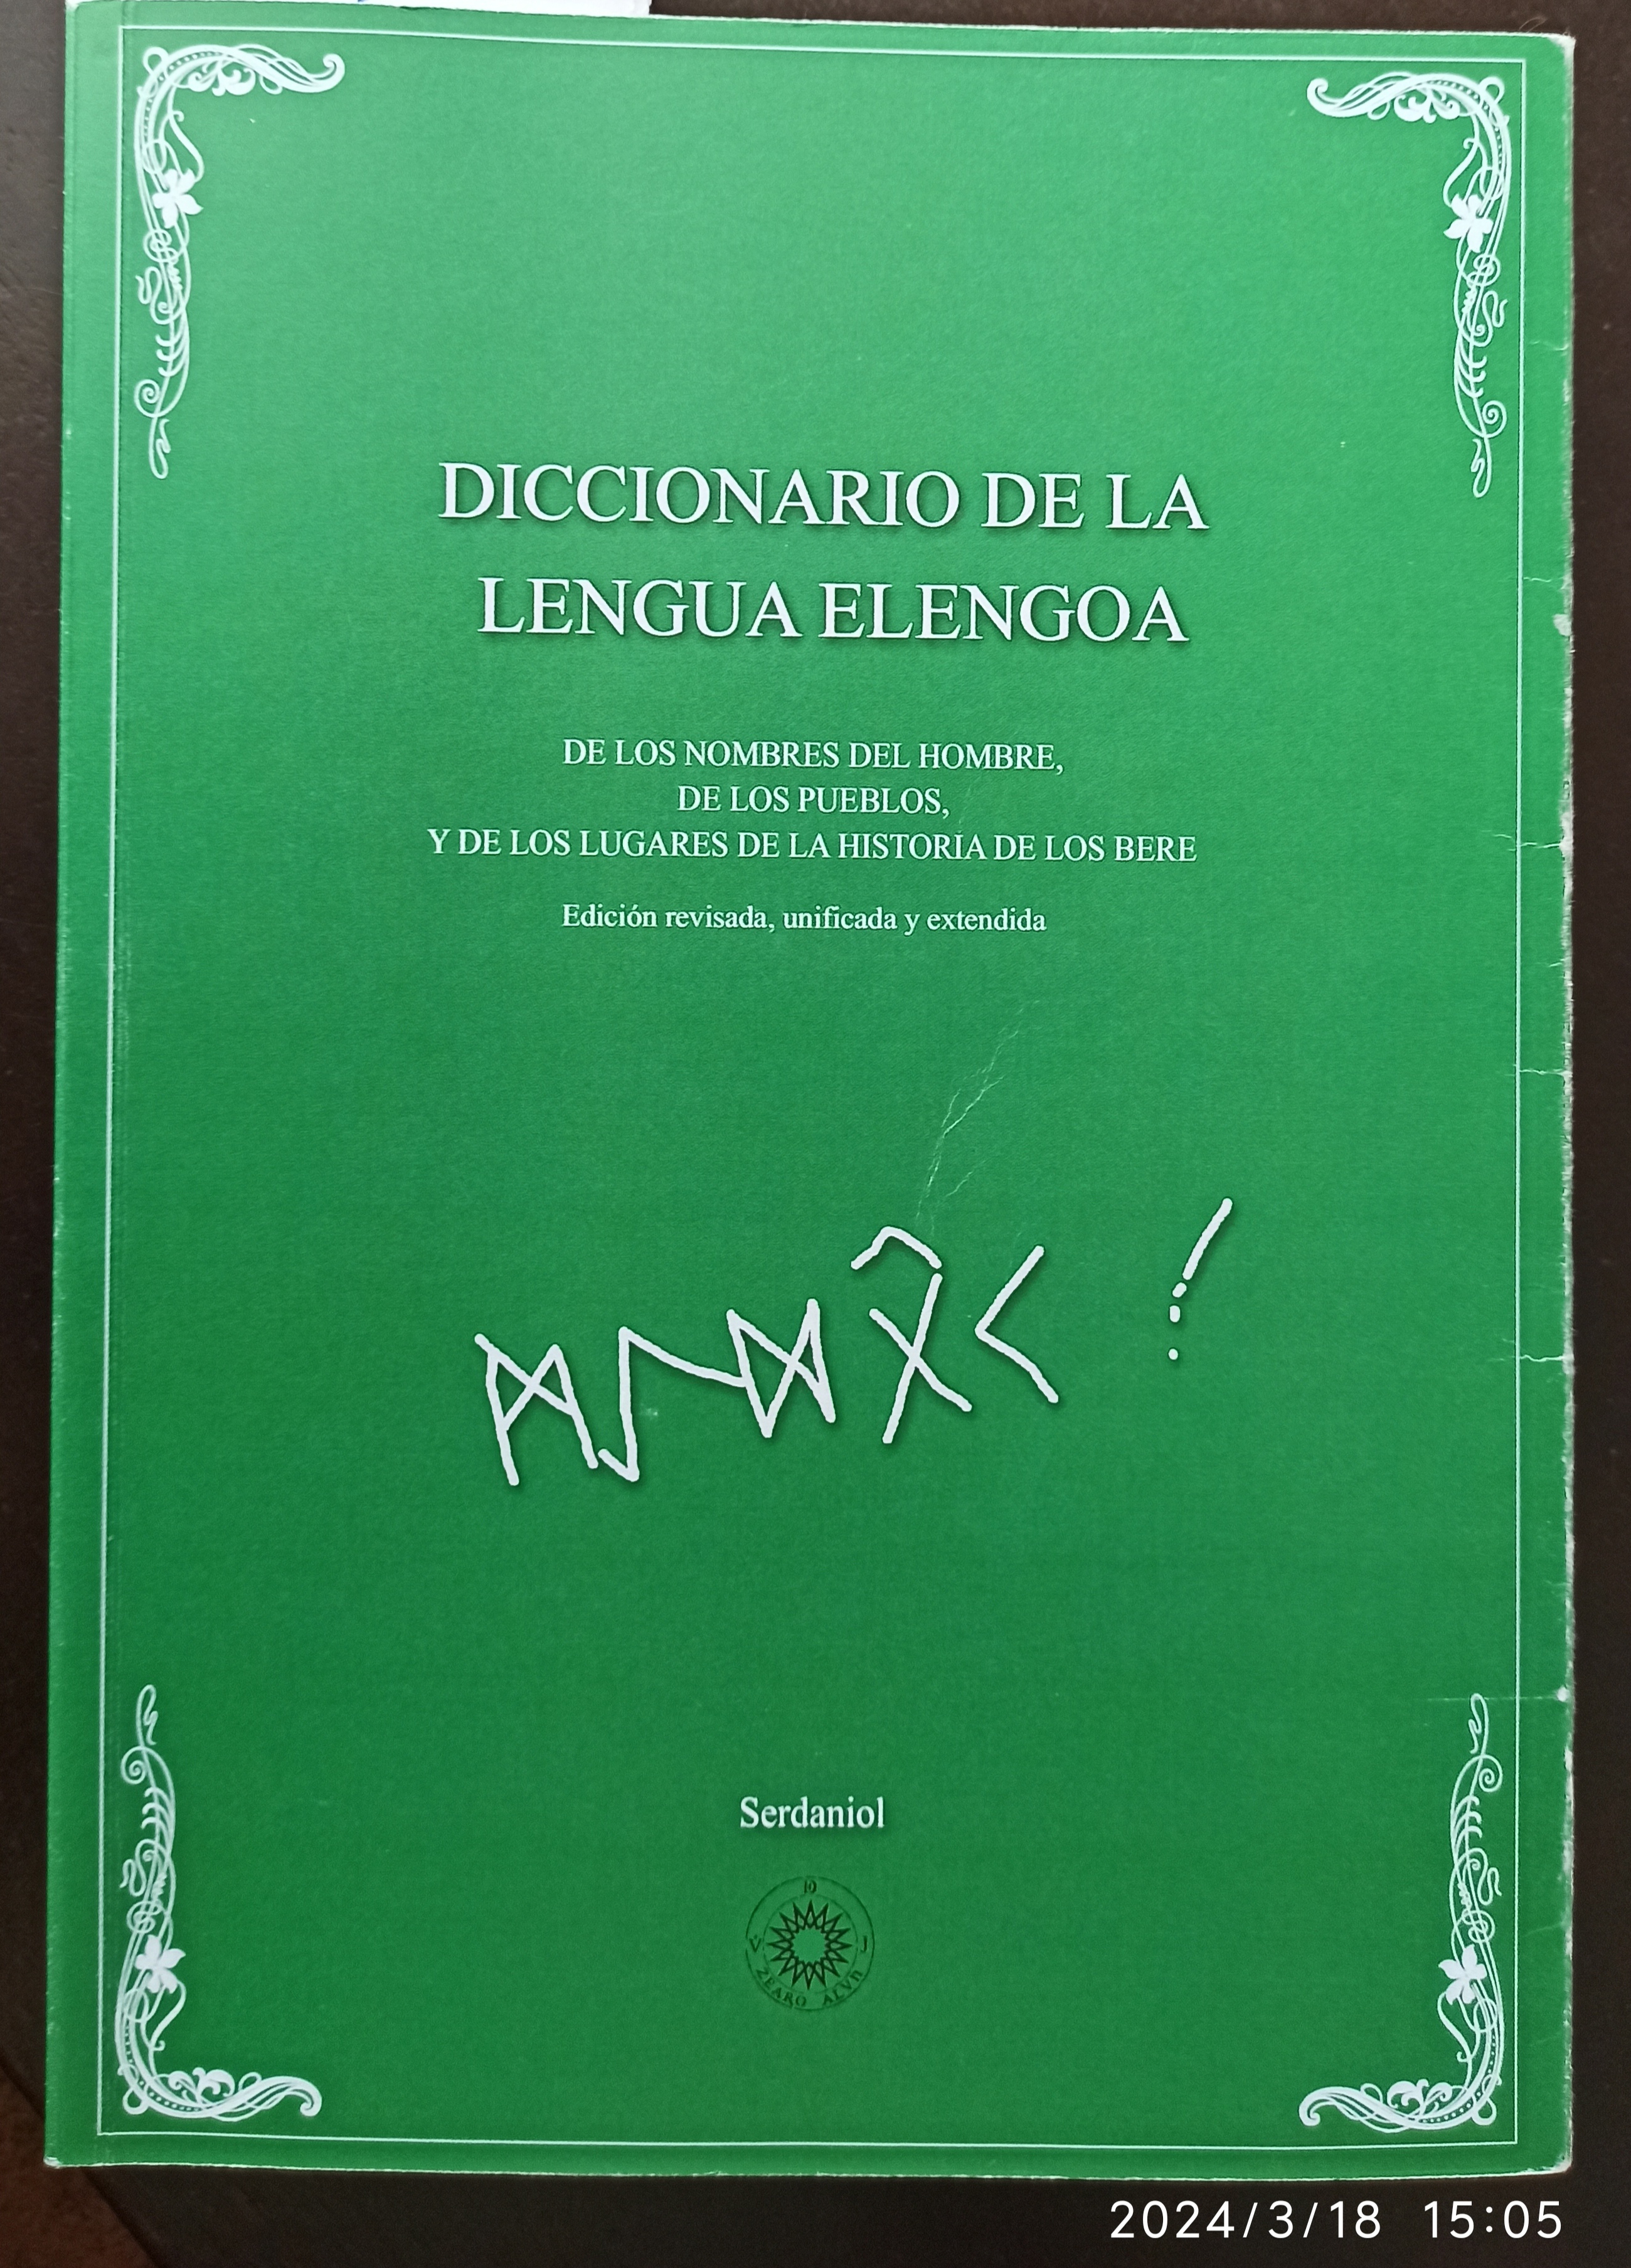 DICCIONARIO DE LA
LENGUA ELENGOA
DE LOS NOMBRES DEL HOMBRE,
DE LOS PUEBLOS,
Y DE LOS LUGARES DE LA HISTORIA DE LOS BERE
Edición revisada, unificada y extendida
Serdaniol
2024/3/18 15:05